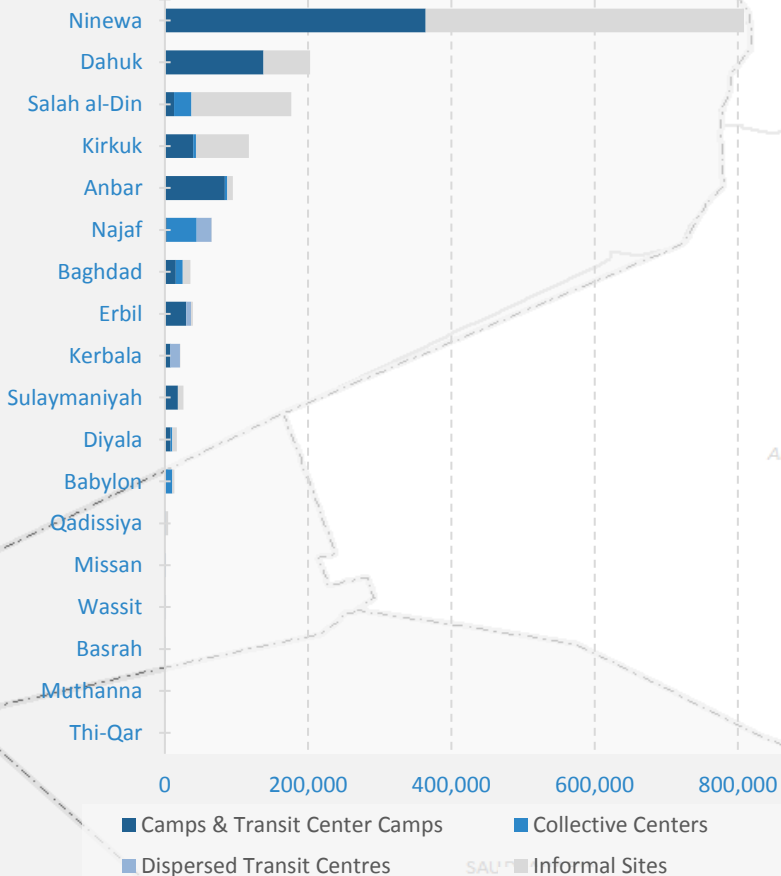 Ninewa
Dahuk
Salah al-Din
Kirkuk
Anbar
Najaf
Baghdad
Erbil
Kerbala
Sulaymaniyah
Diyala
Babylon
Qadissiya
Missan
Wassit
Basrah
Muthanna
Thi-Qar
0 200,000 400,000 600,000 800,000
Camps & Transit Center Camps Collective Centers
Dispersed Transit Centres Informal Sites